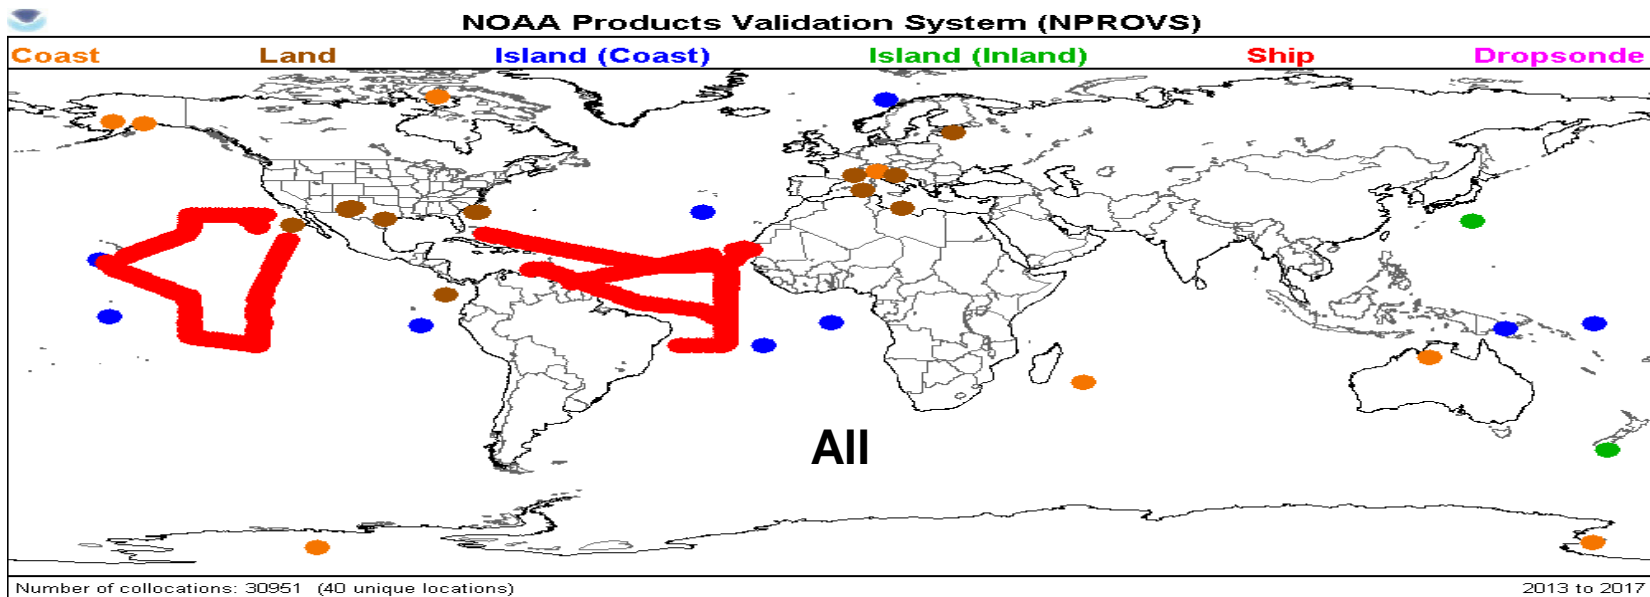 NOAA Products Validation System (NPROVS)
Coast Land Island (Coast) Island (Inland) Ship Dropsonde
All
Number of collocations: 30951 (40 unique locations) 2013 to 2017